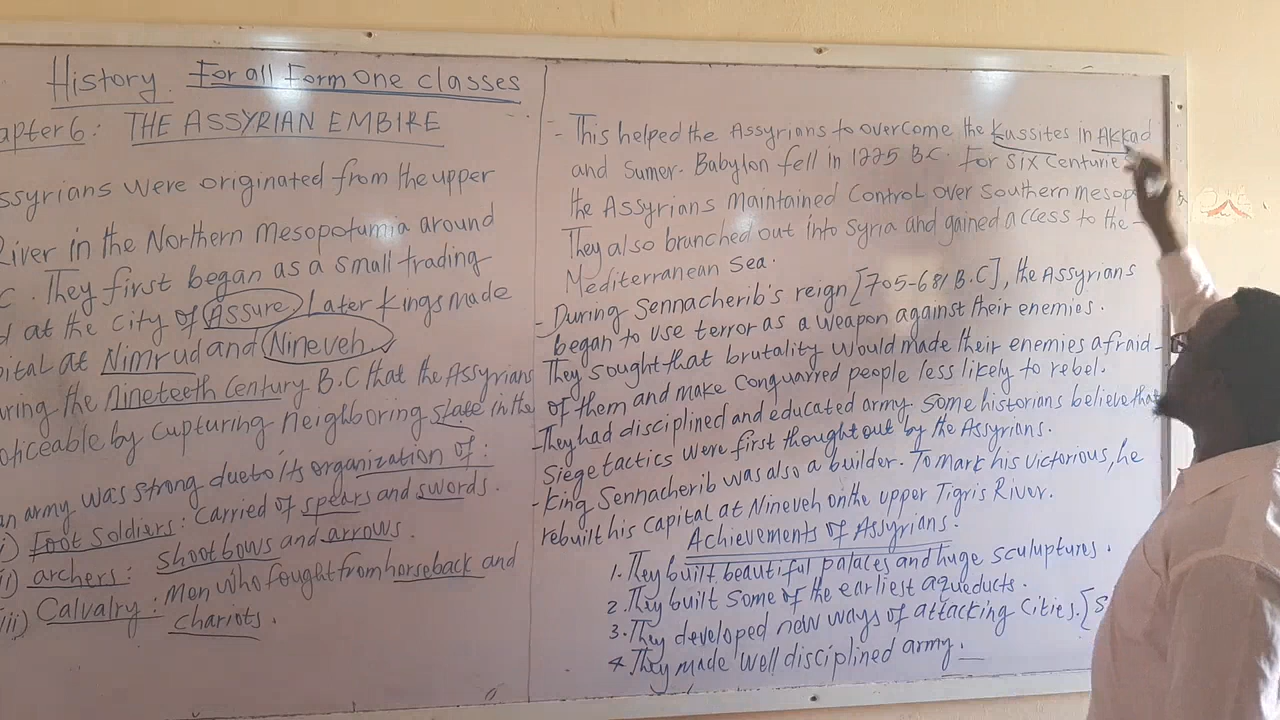 History. For all Form One classes
apter 6: THE ASSYRIAN EMBIRE
ssyrians were originated from the upper
River in the Northern Mesopotamia around
C. They first began as a small trading
at the city of Assure. Later kings made
pital at Nimrud and Nineveh.
uring the Nineteeth Century B.C that the Assyrians
oticeable by capturing neighboring state in the
an army was strong due to its organization of:
i) Foot Soldiers: carried of spears and swords.
ii) archers: shoot bows and arrows.
iii) Calvalry: men who fought from horseback and
chariots.
- This helped the Assyrians to overcome the Kassites in Akkad
and Sumer. Babylon fell in 1225 B.C. For six centurie
the Assyrians maintained Control over Southern mesop
They also branched out into Syria and gained access to the
Mediterranean Sea.
- During Sennacherib's reign [705-681 B.C], the Assyrians
began to use terror as a weapon against their enemies.
They sought that brutality would made their enemies afraid
of them and make Conquarred people less likely to rebel.
- They had disciplined and educated army. Some historians believe that
Siege tactics were first thought out by the Assyrians.
- King Sennacherib was also a builder. To mark his victorious, he
rebuilt his capital at Nineveh on the upper Tigris River.
Achievements of Assyrians.
1. They built beautiful palaces and huge sculuptures.
2. They built some of the earliest aqueducts.
3. They developed new ways of attacking cities. [S
4. They made well disciplined army.